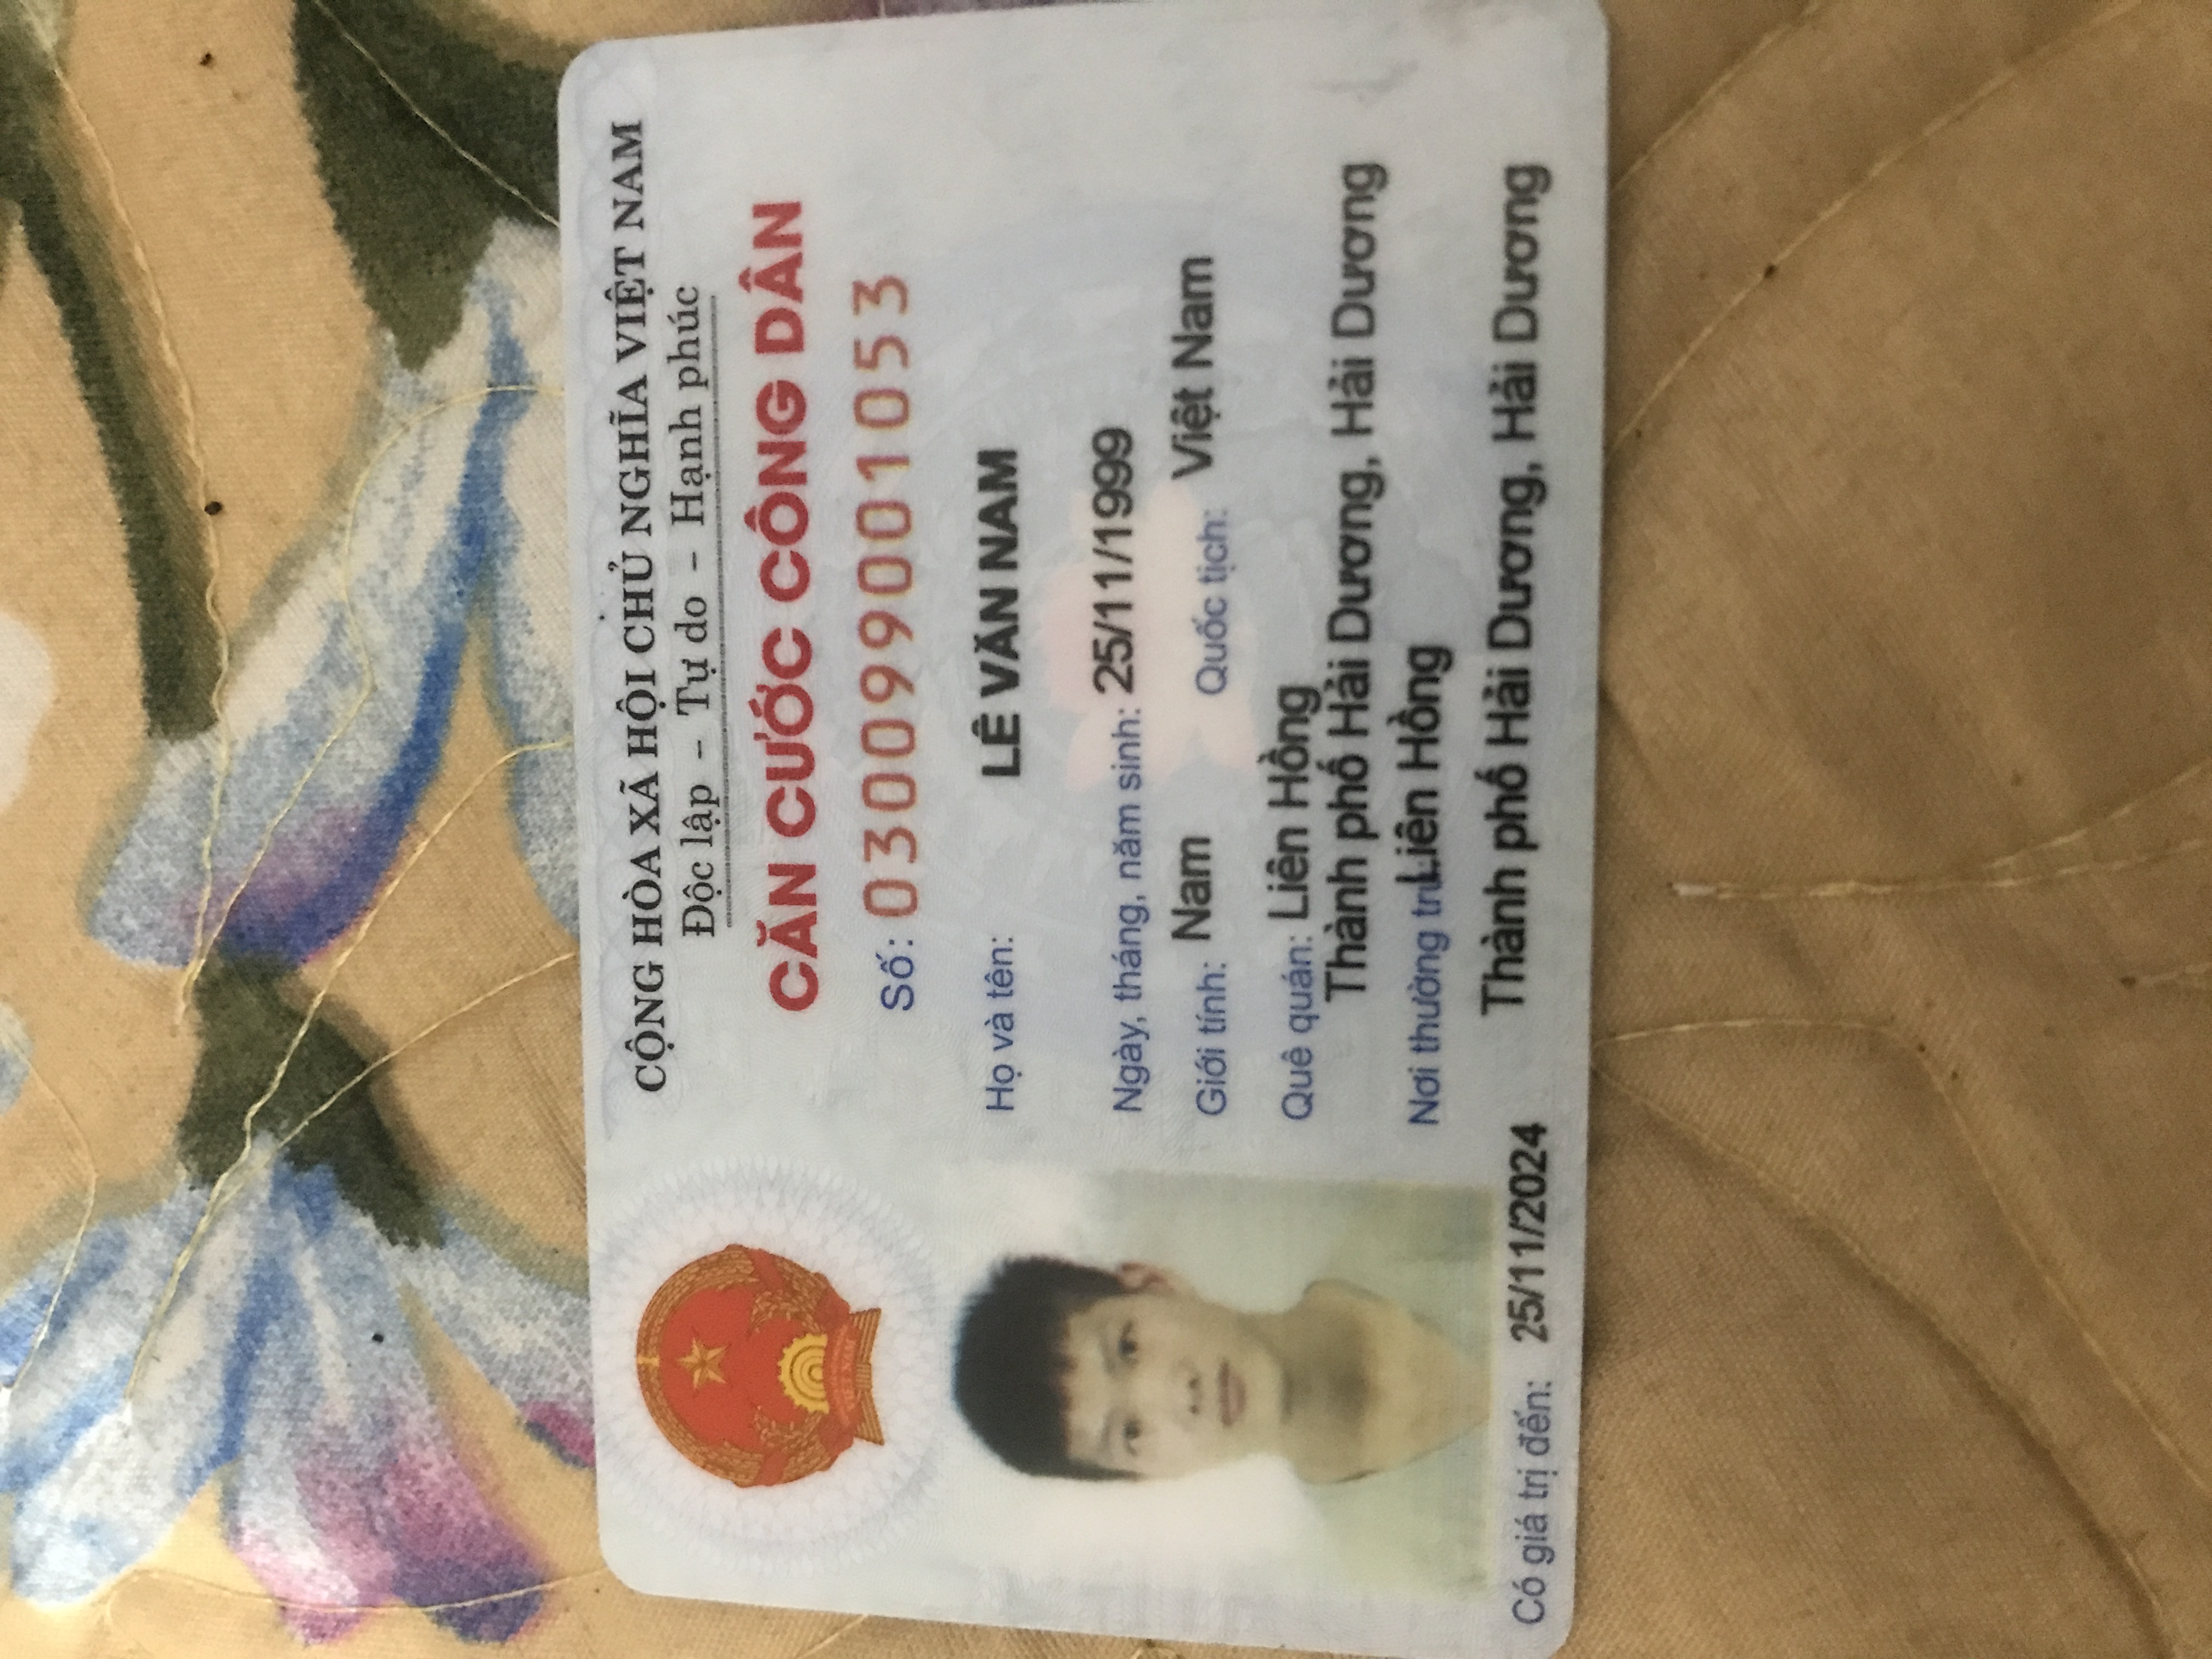 CỘNG HÒA XÃ HỘI CHỦ NGHĨA VIỆT NAM
Độc lập – Tự do – Hạnh phúc
CĂN CƯỚC CÔNG DÂN
Số: 030099001053
Họ và tên: LÊ VĂN NAM
Ngày, tháng, năm sinh: 25/11/1999
Giới tính: Nam Quốc tịch: Việt Nam
Quê quán: Liên Hồng
Thành phố Hải Dương, Hải Dương
Nơi thường trú: Liên Hồng
Thành phố Hải Dương, Hải Dương
Có giá trị đến: 25/11/2024
VIỆT NAM